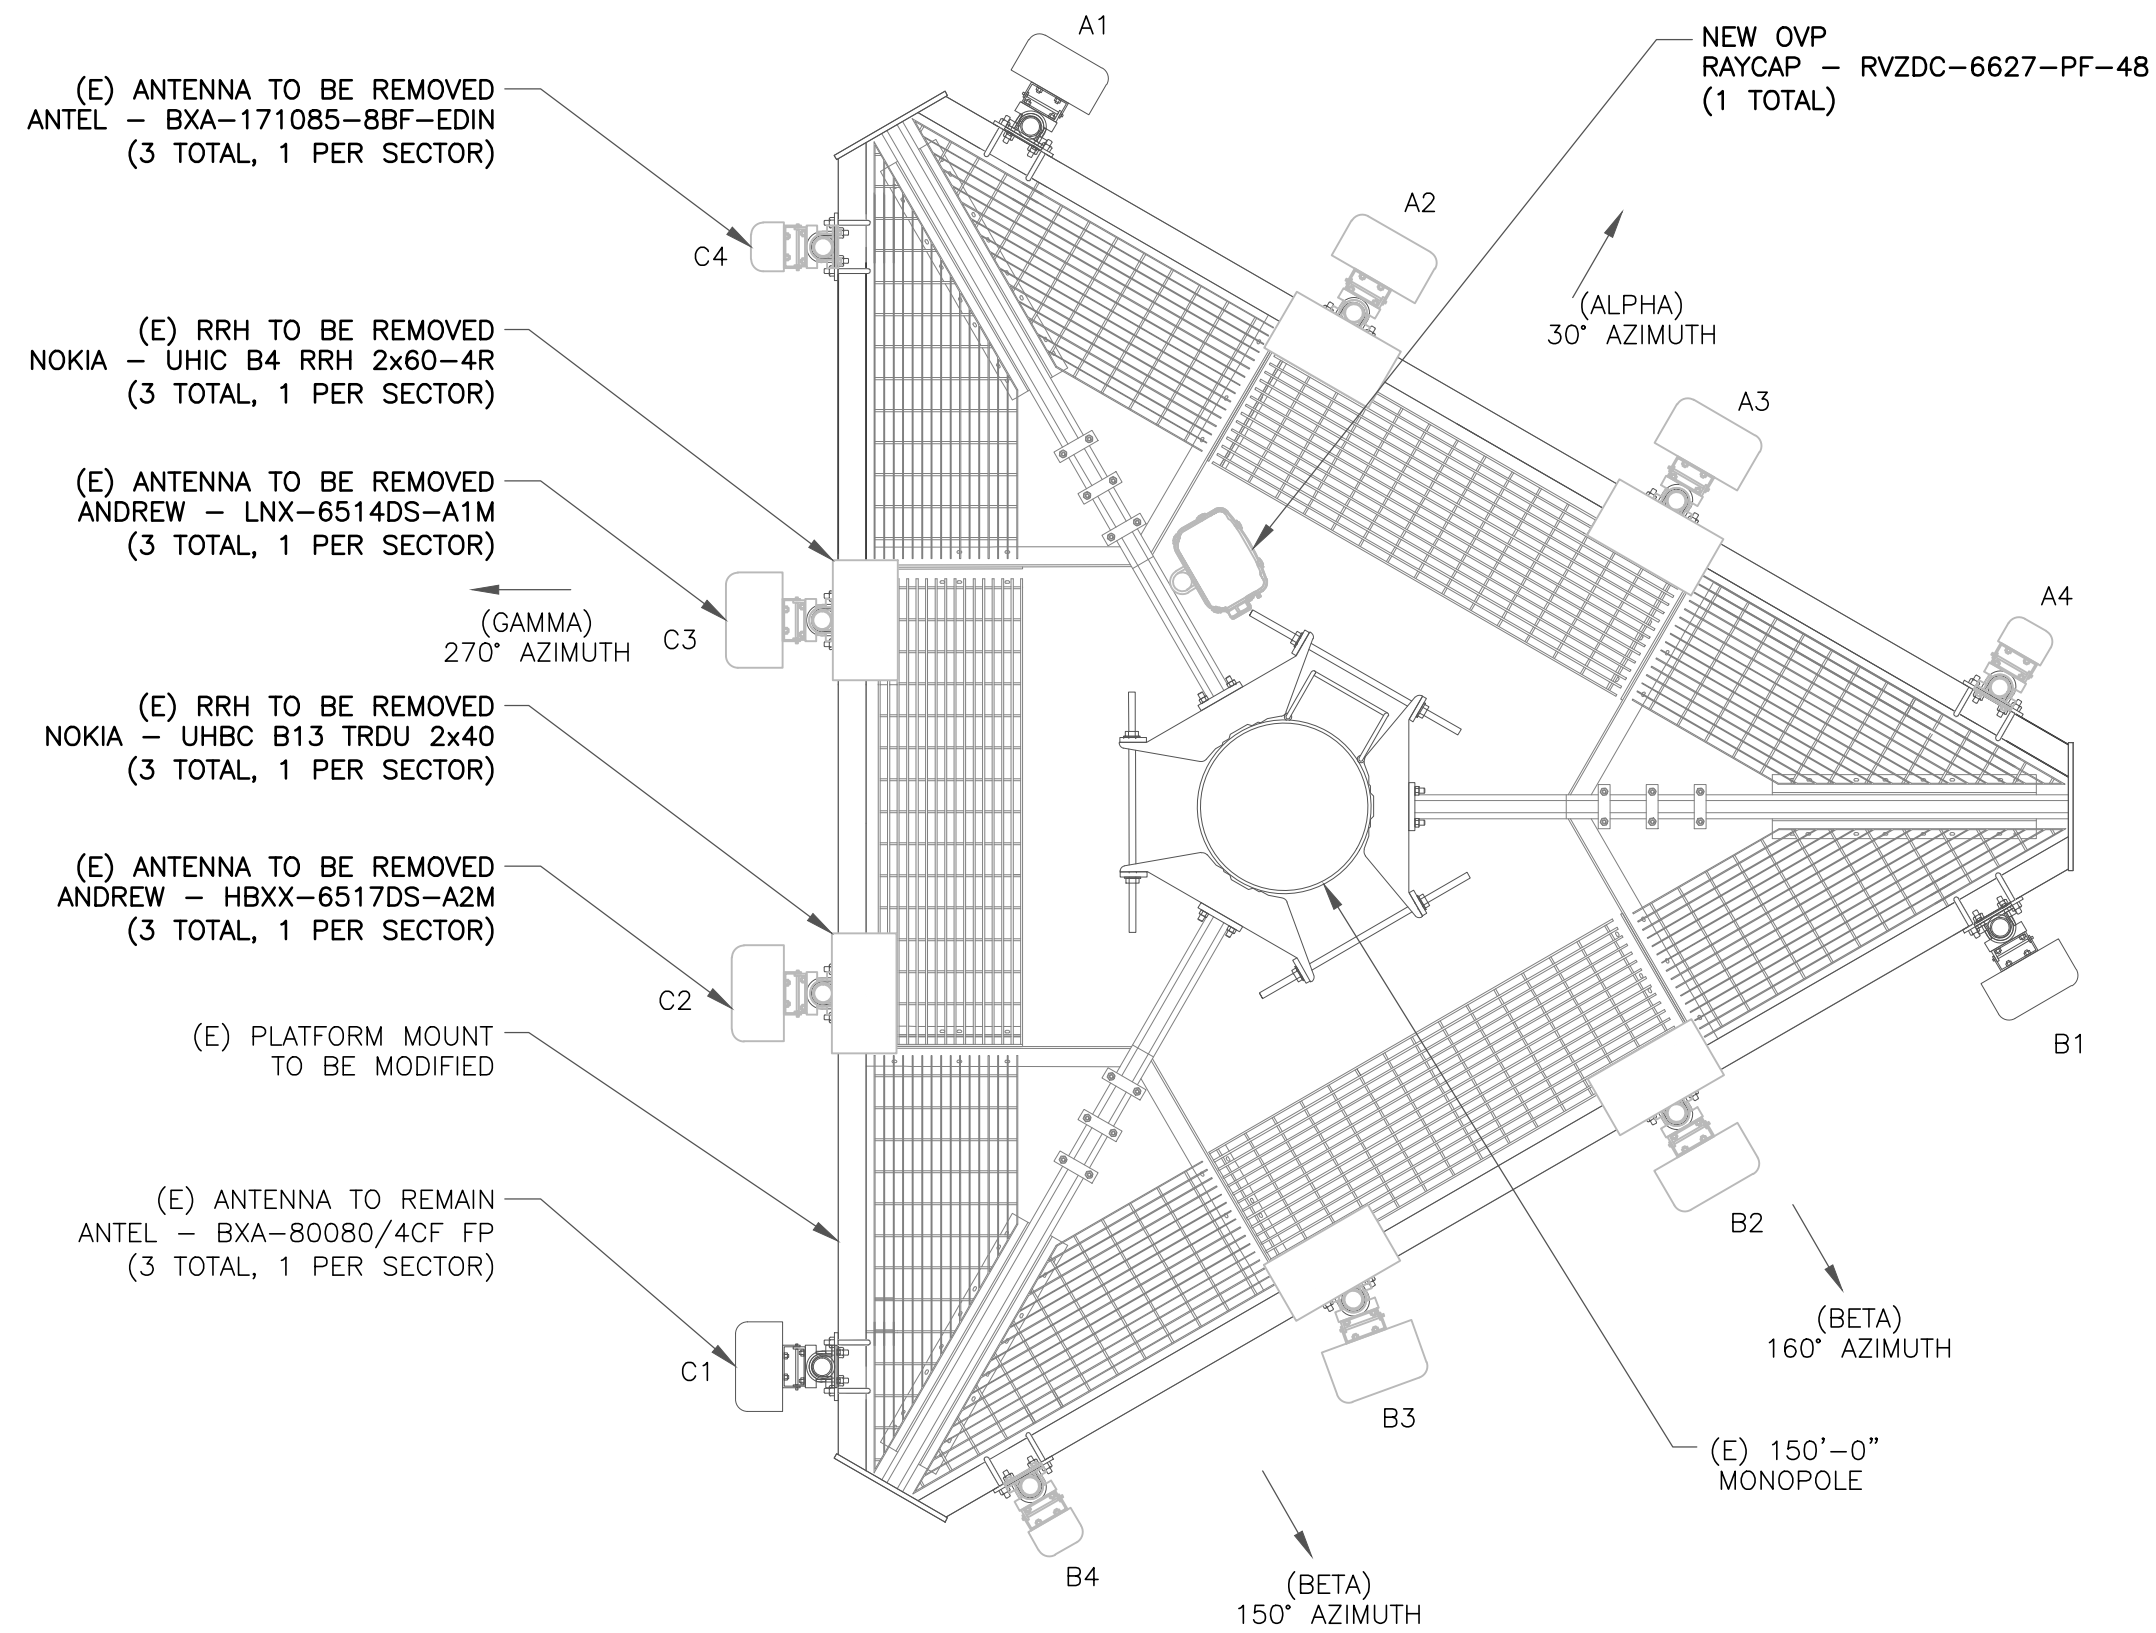 A1
NEW OVP
RAYCAP – RVZDC–6627–PF–48
(1 TOTAL)
(E) ANTENNA TO BE REMOVED
ANTEL – BXA–171085–8BF–EDIN
(3 TOTAL, 1 PER SECTOR)
A2
C4
(ALPHA)
30° AZIMUTH
(E) RRH TO BE REMOVED
NOKIA – UHIC B4 RRH 2x60–4R
(3 TOTAL, 1 PER SECTOR)
A3
(E) ANTENNA TO BE REMOVED
ANDREW – LNX–6514DS–A1M
(3 TOTAL, 1 PER SECTOR)
A4
(GAMMA)
270° AZIMUTH
C3
(E) RRH TO BE REMOVED
NOKIA – UHBC B13 TRDU 2x40
(3 TOTAL, 1 PER SECTOR)
(E) ANTENNA TO BE REMOVED
ANDREW – HBXX–6517DS–A2M
(3 TOTAL, 1 PER SECTOR)
C2
(E) PLATFORM MOUNT
TO BE MODIFIED
B1
(E) ANTENNA TO REMAIN
ANTEL – BXA–80080/4CF FP
(3 TOTAL, 1 PER SECTOR)
B2
(BETA)
160° AZIMUTH
C1
B3
(E) 150'–0"
MONOPOLE
B4
(BETA)
150° AZIMUTH